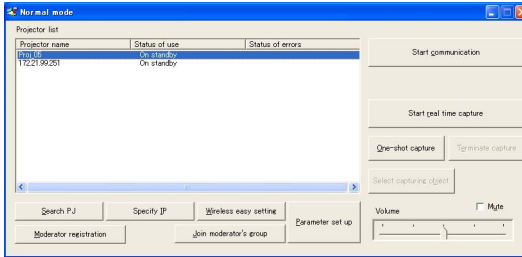 Normal mode
Projector list
Projector name Status of use Status of errors
Proj 05 On standby
172.21.99.251 On standby
Start communication
Start real time capture
One-shot capture Terminate capture
Select capturing object
Search PJ Specify IP Wireless easy setting
Parameter set up
Moderator registration Join moderator's group
Volume Mute